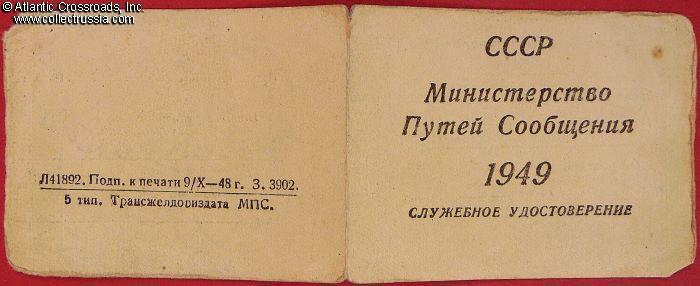 © Atlantic Crossroads, Inc.
www.collectrussia.com
Л41892. Подп. к печати 9/X—48 г. З. 3902.
5 тип. Трансжелдориздата МПС.
СССР
Министерство
Путей Сообщения
1949
СЛУЖЕБНОЕ УДОСТОВЕРЕНИЕ